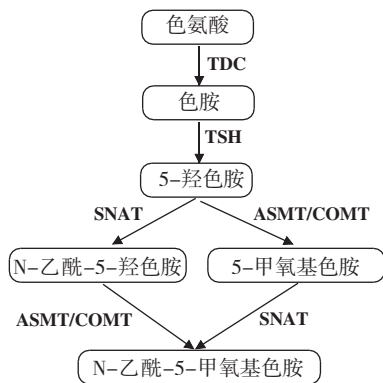 色氨酸
TDC
色胺
TSH
5-羟色胺
SNAT ASMT/COMT
N-乙酰-5-羟色胺 5-甲氧基色胺
ASMT/COMT SNAT
N-乙酰-5-甲氧基色胺